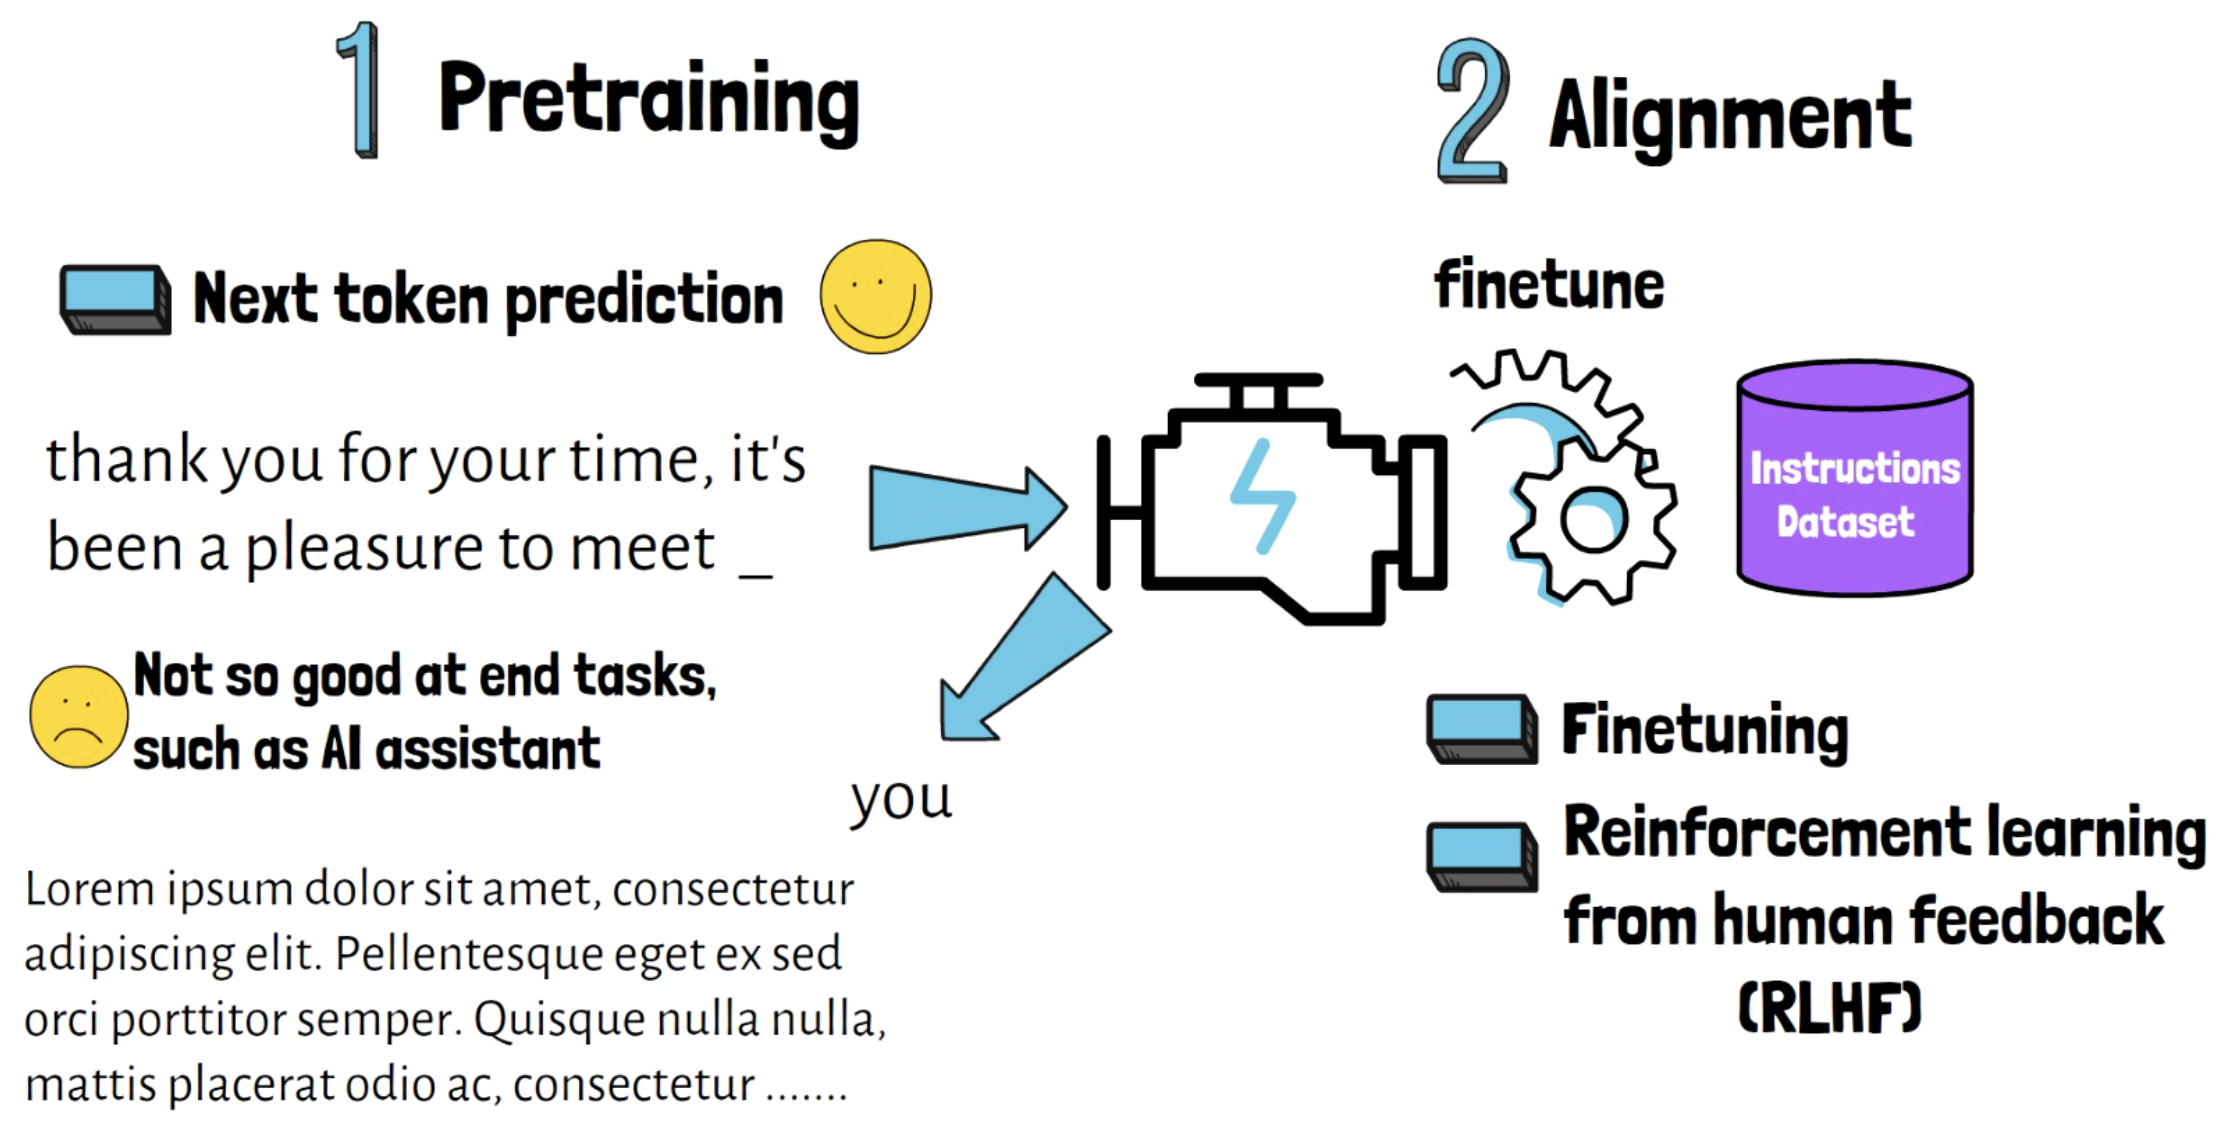 1 Pretraining
Next token prediction
thank you for your time, it's
been a pleasure to meet _
you
Not so good at end tasks,
such as AI assistant
Lorem ipsum dolor sit amet, consectetur
adipiscing elit. Pellentesque eget ex sed
orci porttitor semper. Quisque nulla nulla,
mattis placerat odio ac, consectetur .......
2 Alignment
finetune
Instructions
Dataset
Finetuning
Reinforcement learning
from human feedback
(RLHF)